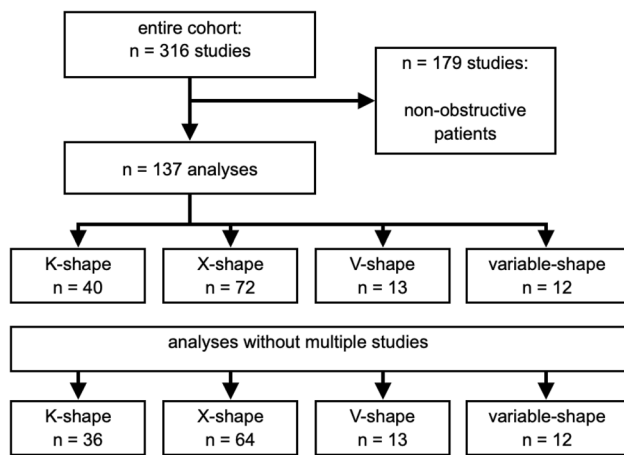 entire cohort:
n = 316 studies
n = 179 studies:
non-obstructive
patients
n = 137 analyses
K-shape
n = 40
X-shape
n = 72
V-shape
n = 13
variable-shape
n = 12
analyses without multiple studies
K-shape
n = 36
X-shape
n = 64
V-shape
n = 13
variable-shape
n = 12